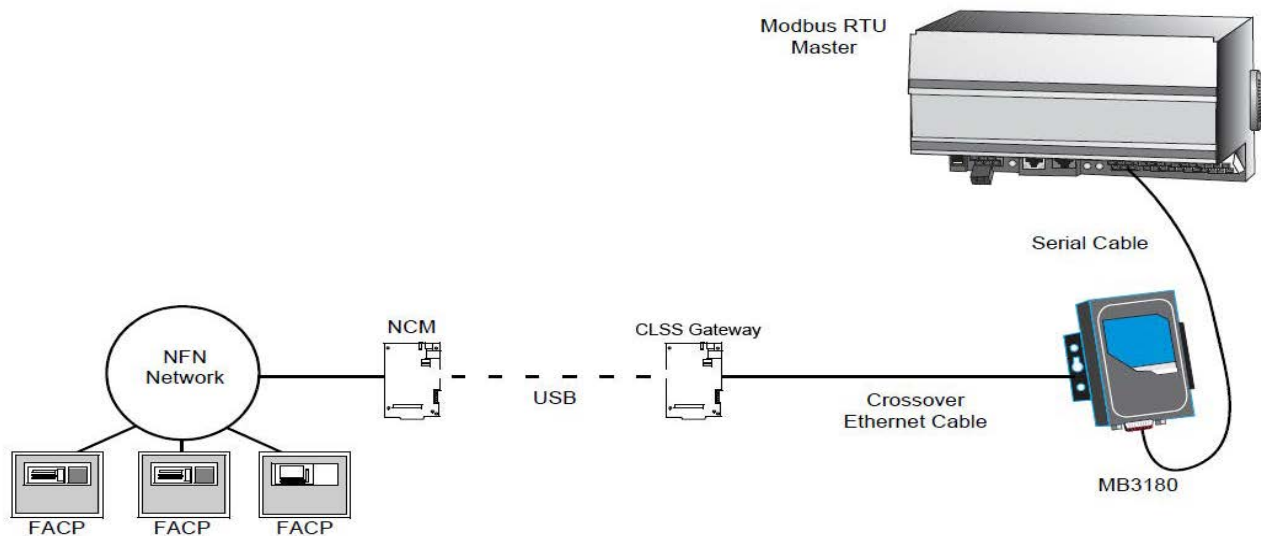 Modbus RTU
Master
Serial Cable
NCM
CLSS Gateway
NFN
Network
USB
Crossover
Ethernet Cable
MB3180
FACP
FACP
FACP